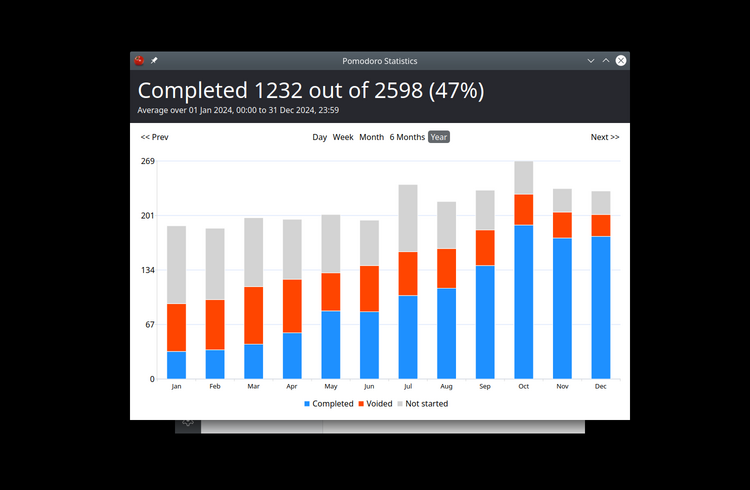 Pomodoro Statistics
Completed 1232 out of 2598 (47%)
Average over 01 Jan 2024, 00:00 to 31 Dec 2024, 23:59
<< Prev Day Week Month 6 Months Year Next >>
269
201
134
67
0
Jan Feb Mar Apr May Jun Jul Aug Sep Oct Nov Dec
Completed Voided Not started